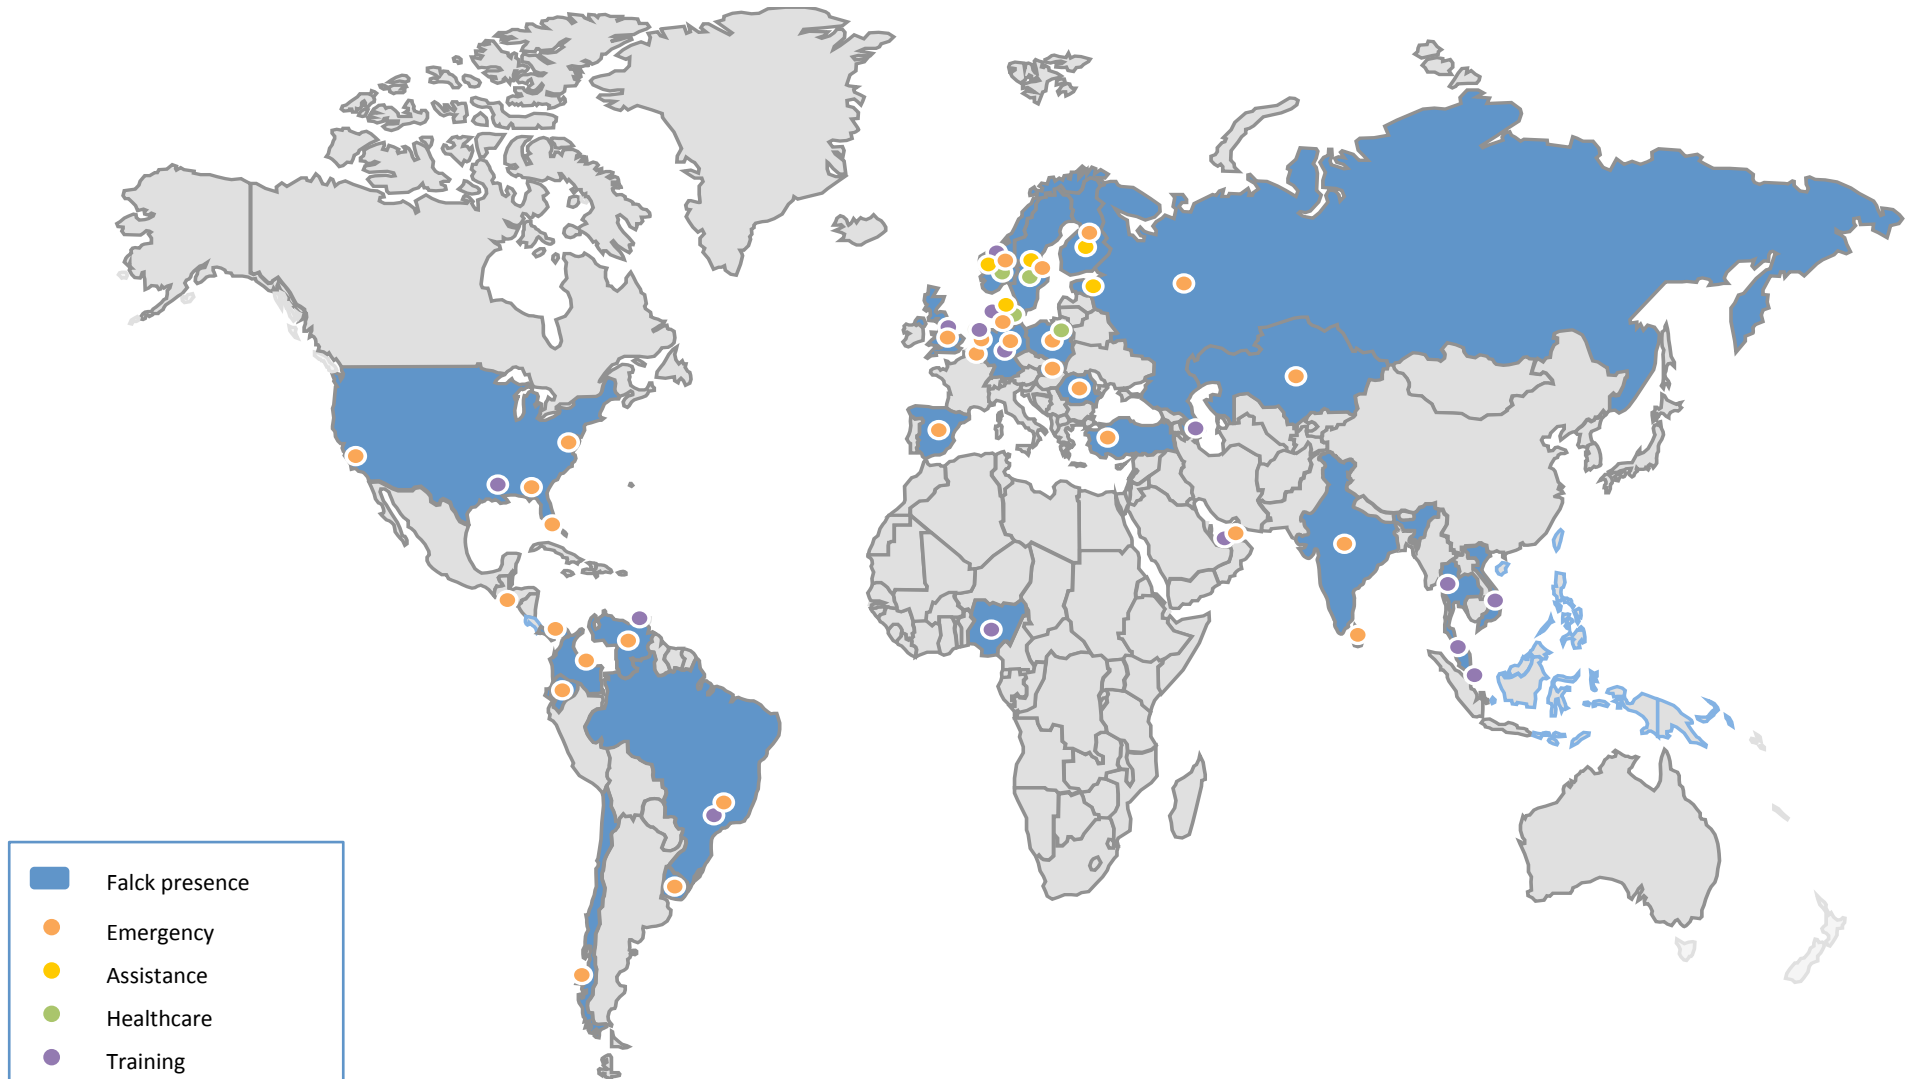 Falck presence
Emergency
Assistance
Healthcare
Training